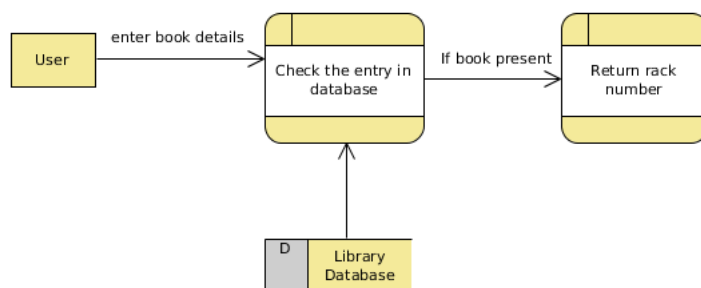 enter book details
User
Check the entry in
database
If book present
Return rack
number
D
Library
Database